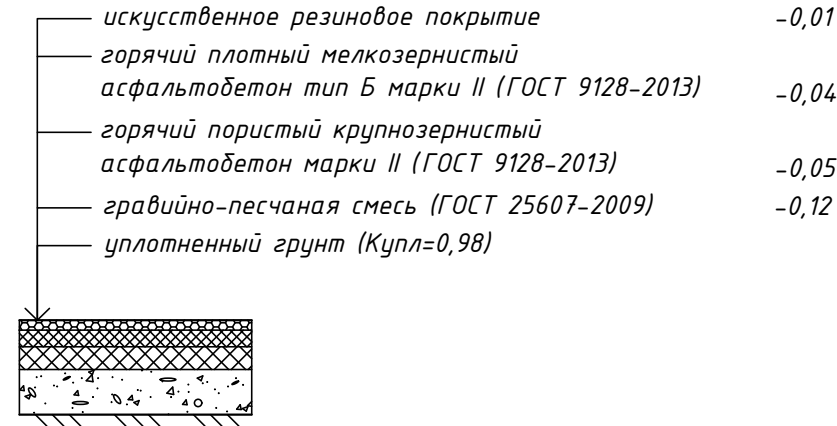 искусственное резиновое покрытие -0,01
горячий плотный мелкозернистый
асфальтобетон тип Б марки II (ГОСТ 9128-2013) -0,04
горячий пористый крупнозернистый
асфальтобетон марки II (ГОСТ 9128-2013) -0,05
гравийно-песчаная смесь (ГОСТ 25607-2009) -0,12
уплотненный грунт (Купл=0,98)